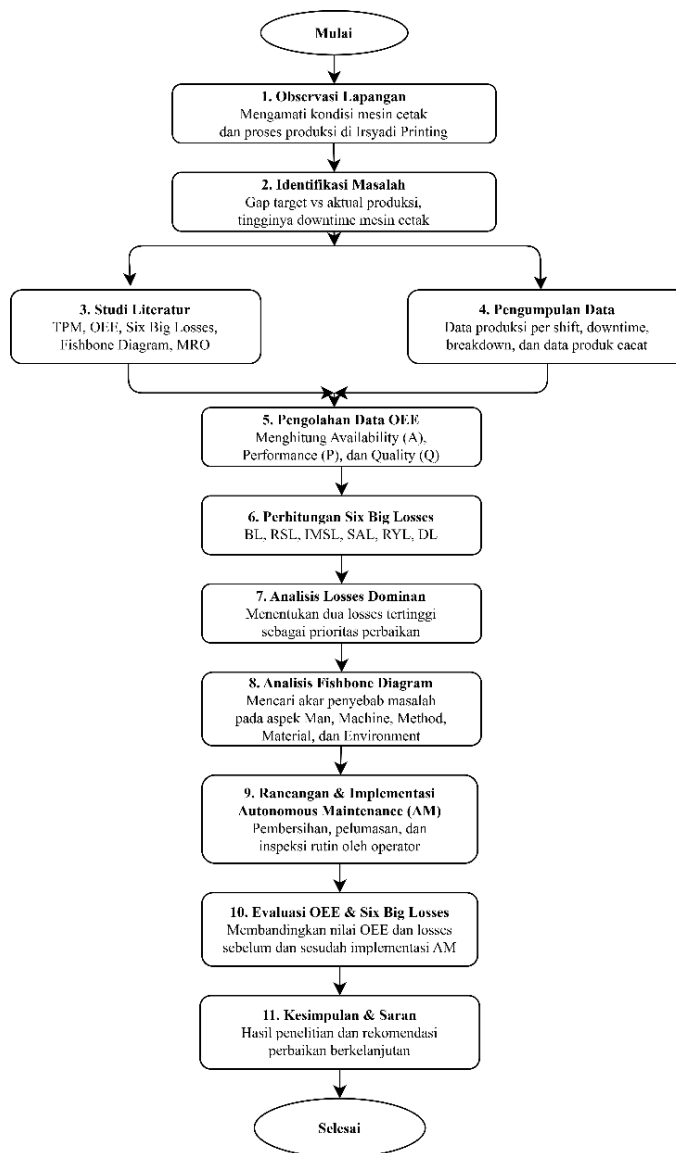 Mulai
1. Observasi Lapangan
Mengamati kondisi mesin cetak
dan proses produksi di Irsyadi Printing
2. Identifikasi Masalah
Gap target vs aktual produksi,
tingginya downtime mesin cetak
3. Studi Literatur
TPM, OEE, Six Big Losses,
Fishbone Diagram, MRO
4. Pengumpulan Data
Data produksi per shift, downtime,
breakdown, dan data produk cacat
5. Pengolahan Data OEE
Menghitung Availability (A),
Performance (P), dan Quality (Q)
6. Perhitungan Six Big Losses
BL, RSL, IMSL, SAL, RYL, DL
7. Analisis Losses Dominan
Menentukan dua losses tertinggi
sebagai prioritas perbaikan
8. Analisis Fishbone Diagram
Mencari akar penyebab masalah
pada aspek Man, Machine, Method,
Material, dan Environment
9. Rancangan & Implementasi
Autonomous Maintenance (AM)
Pembersihan, pelumasan, dan
inspeksi rutin oleh operator
10. Evaluasi OEE & Six Big Losses
Membandingkan nilai OEE dan losses
sebelum dan sesudah implementasi AM
11. Kesimpulan & Saran
Hasil penelitian dan rekomendasi
perbaikan berkelanjutan
Selesai